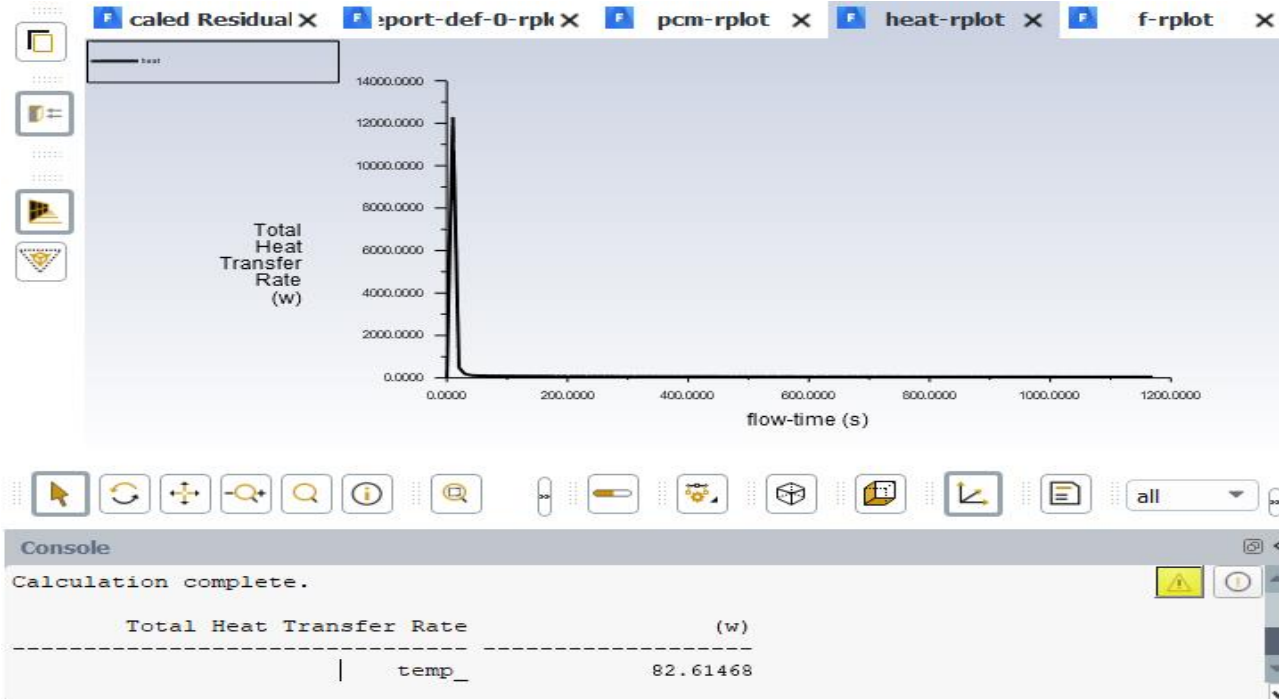 caled Residual
eport-def-0-rpl
pcm-rplot
heat-rplot
f-rplot
heat
14000.0000
12000.0000
10000.0000
8000.0000
6000.0000
4000.0000
2000.0000
0.0000
Total
Heat
Transfer
Rate
(w)
0.0000 200.0000 400.0000 600.0000 800.0000 1000.0000 1200.0000
flow-time (s)
all
Console
Calculation complete.
Total Heat Transfer Rate (w)
-------------------------------- -------------------
temp_ 82.61468